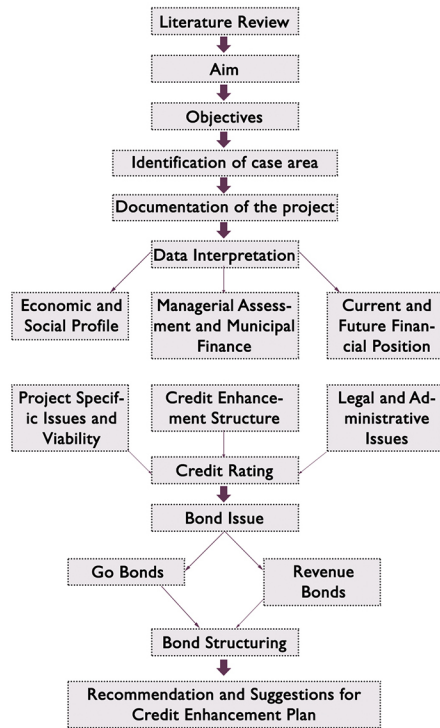 Literature Review
Aim
Objectives
Identification of case area
Documentation of the project
Data Interpretation
Economic and
Social Profile
Managerial Assess-
ment and Municipal
Finance
Current and
Future Finan-
cial Position
Project Specif-
ic Issues and
Viability
Credit Enhance-
ment Structure
Legal and Ad-
ministrative
Issues
Credit Rating
Bond Issue
Go Bonds
Revenue
Bonds
Bond Structuring
Recommendation and Suggestions for
Credit Enhancement Plan